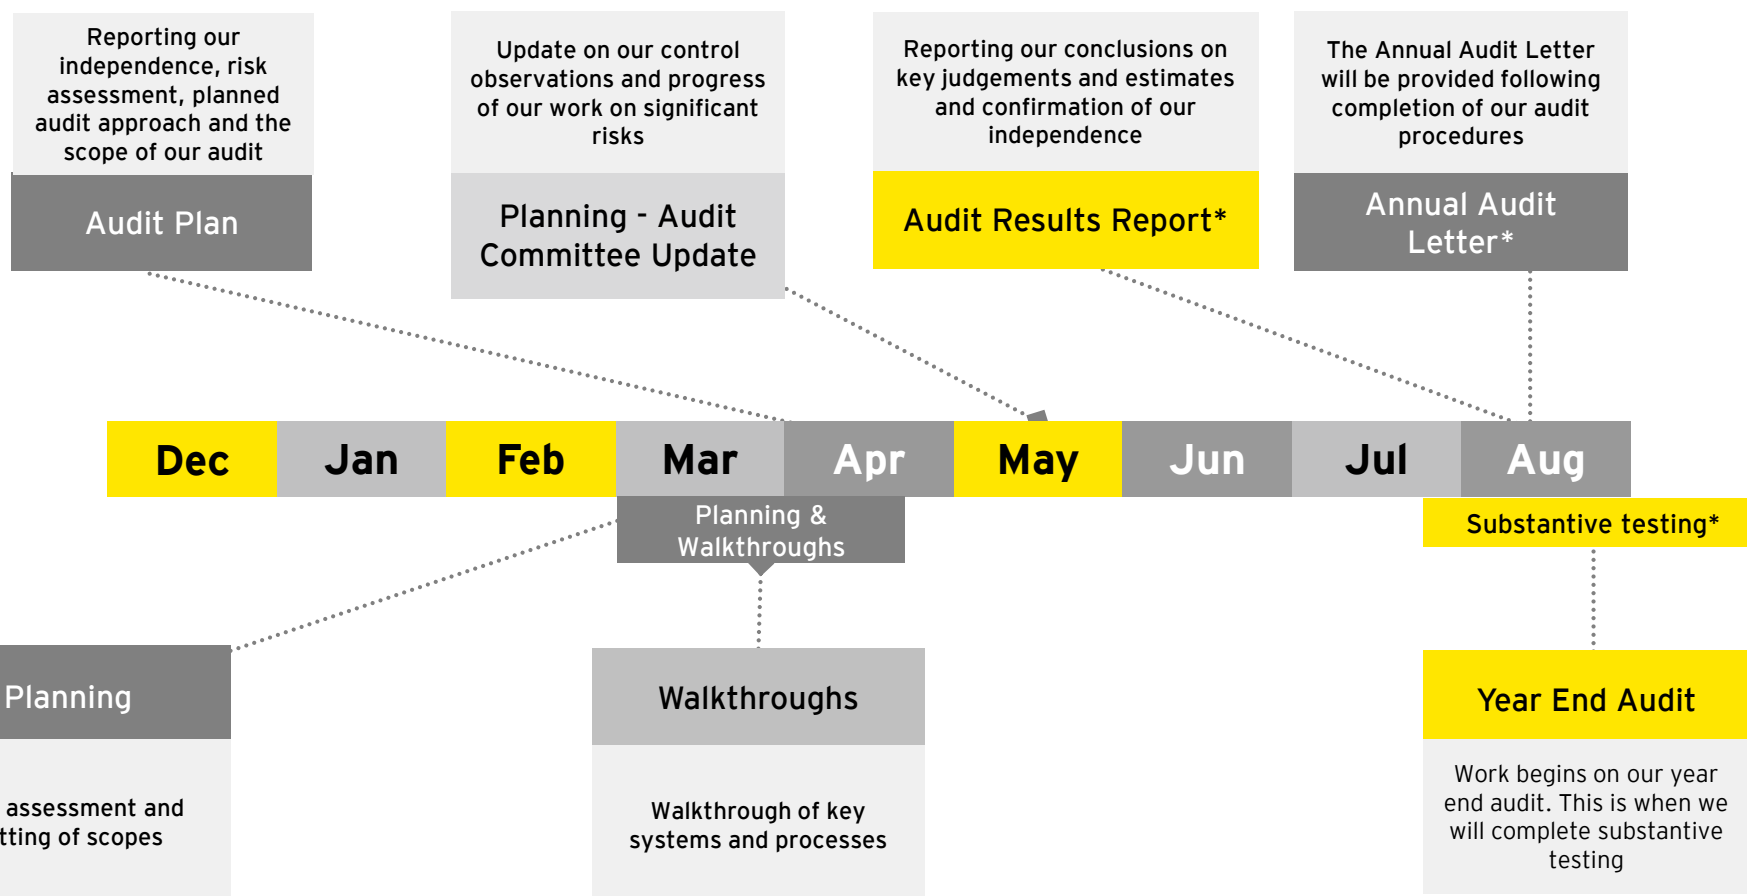 Reporting our
independence, risk
assessment, planned
audit approach and the
scope of our audit
Audit Plan
Update on our control
observations and progress
of our work on significant
risks
Planning - Audit
Committee Update
Reporting our conclusions on
key judgements and estimates
and confirmation of our
independence
Audit Results Report*
The Annual Audit Letter
will be provided following
completion of our audit
procedures
Annual Audit
Letter*
Dec Jan Feb Mar Apr May Jun Jul Aug
Planning &
Walkthroughs
Substantive testing*
Planning
assessment and
tting of scopes
Walkthroughs
Walkthrough of key
systems and processes
Year End Audit
Work begins on our year
end audit. This is when we
will complete substantive
testing